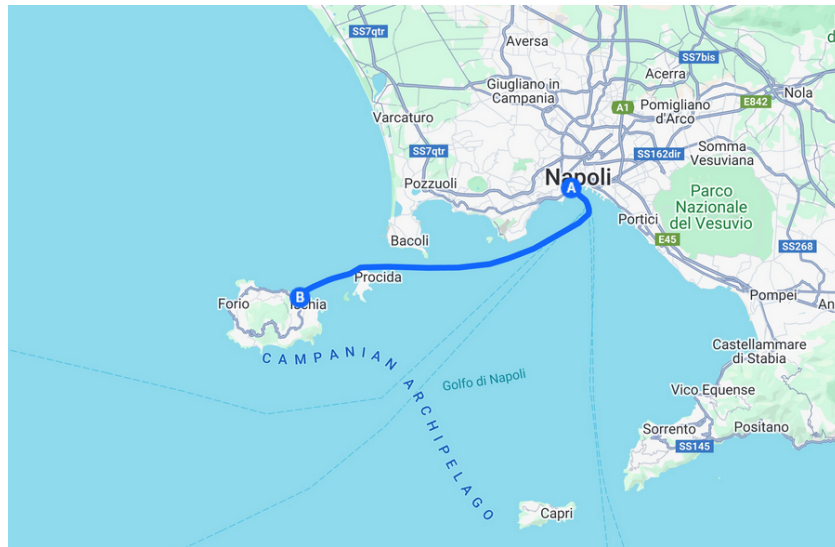 SS7qtr
Aversa
SS7bis
Acerra
Giugliano in
Campania
Nola
Pomigliano
d'Arco
E842
A1
Varcaturo
SS7qtr
SS162dir
Somma
Vesuviana
Napoli
A
Pozzuoli
Parco
Nazionale
del Vesuvio
Portici
Bacoli
E45
SS268
Procida
B
Forio
Pompei
CAMPANIAN ARCHIPELAGO
Castellammare
di Stabia
Golfo di Napoli
Vico Equense
Sorrento
Positano
SS145
Capri